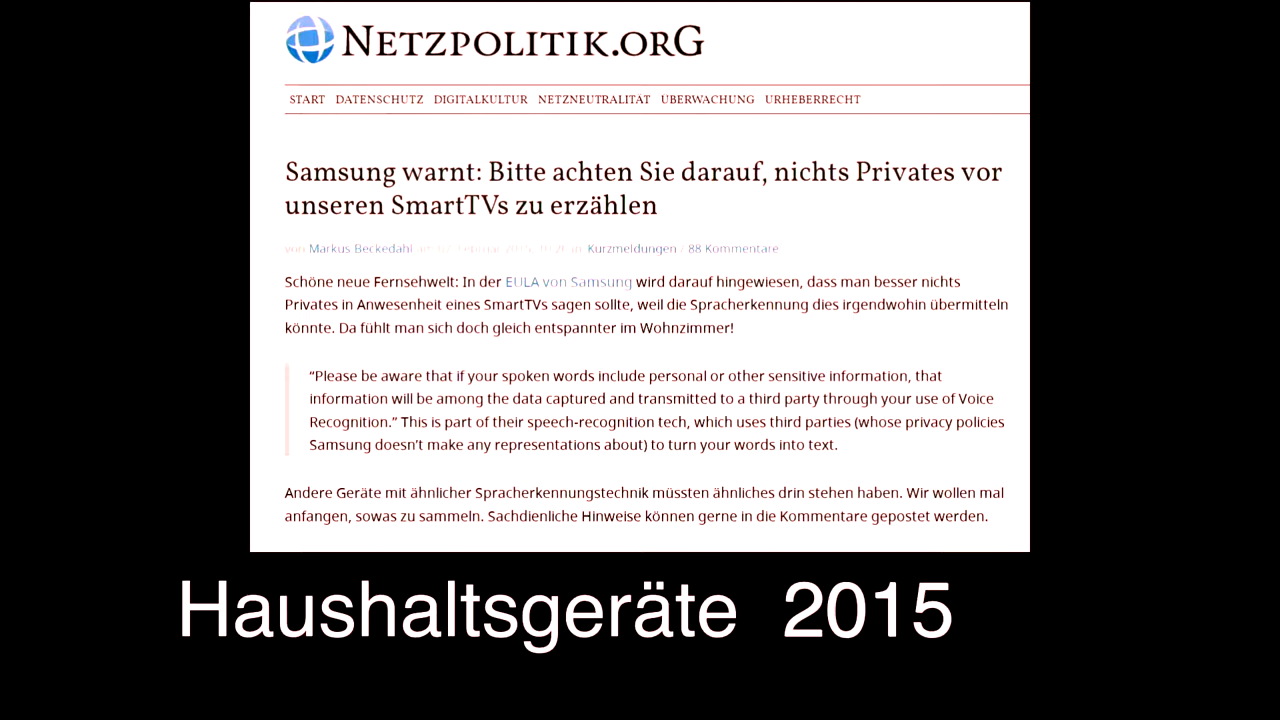 NETZPOLITIK.ORG
START DATENSCHUTZ DIGITALKULTUR NETZNEUTRALITÄT ÜBERWACHUNG URHEBERRECHT
Samsung warnt: Bitte achten Sie darauf, nichts Privates vor
unseren SmartTVs zu erzählen
von Markus Beckedahl Kurzmeldungen / 88 Kommentare
Schöne neue Fernsehwelt: In der EULA von Samsung wird darauf hingewiesen, dass man besser nichts
Privates in Anwesenheit eines SmartTVs sagen sollte, weil die Spracherkennung dies irgendwohin übermitteln
könnte. Da fühlt man sich doch gleich entspannter im Wohnzimmer!
“Please be aware that if your spoken words include personal or other sensitive information, that
information will be among the data captured and transmitted to a third party through your use of Voice
Recognition.” This is part of their speech-recognition tech, which uses third parties (whose privacy policies
Samsung doesn’t make any representations about) to turn your words into text.
Andere Geräte mit ähnlicher Spracherkennungstechnik müssten ähnliches drin stehen haben. Wir wollen mal
anfangen, sowas zu sammeln. Sachdienliche Hinweise können gerne in die Kommentare gepostet werden.
Haushaltsgeräte 2015